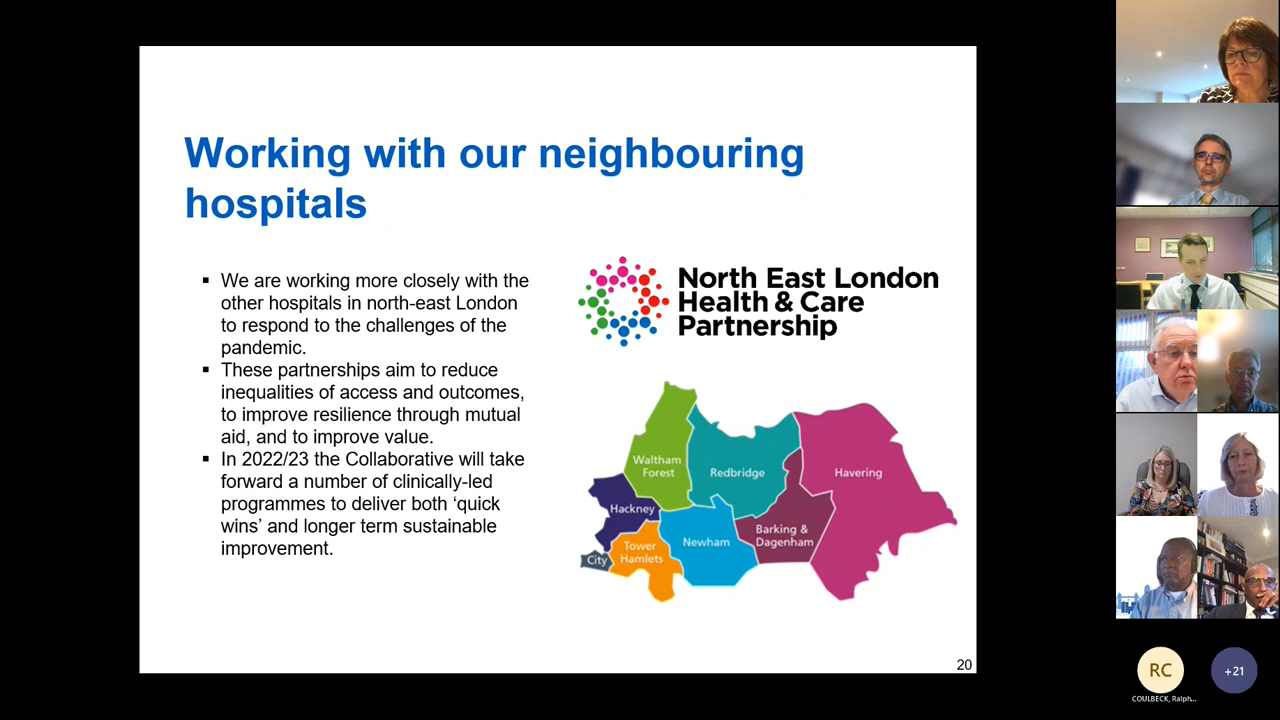 Working with our neighbouring
hospitals
▪ We are working more closely with the
other hospitals in north-east London
to respond to the challenges of the
pandemic.
▪ These partnerships aim to reduce
inequalities of access and outcomes,
to improve resilience through mutual
aid, and to improve value.
▪ In 2022/23 the Collaborative will take
forward a number of clinically-led
programmes to deliver both ‘quick
wins’ and longer term sustainable
improvement.
North East London
Health & Care
Partnership
Waltham
Forest
Redbridge
Havering
Hackney
Newham
Barking &
Dagenham
Tower
Hamlets
City
20
RC
+21
COULBECK, Ralph...